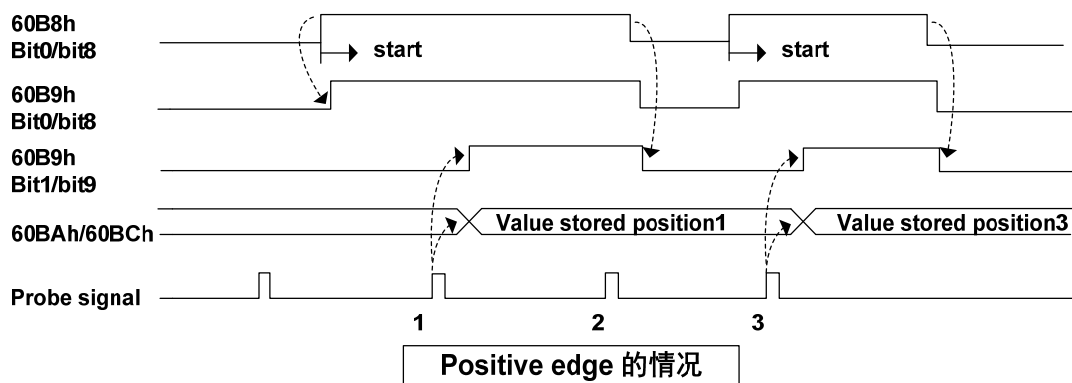 60B8h
Bit0/bit8
start
start
60B9h
Bit0/bit8
60B9h
Bit1/bit9
60BAh/60BCh
Value stored position1
Value stored position3
Probe signal
1
2
3
Positive edge 的情况